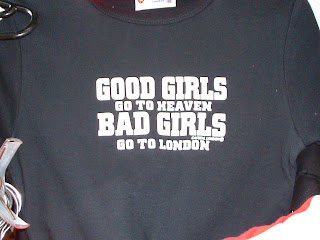 GOOD GIRLS
GO TO HEAVEN
BAD GIRLS
GO TO LONDON